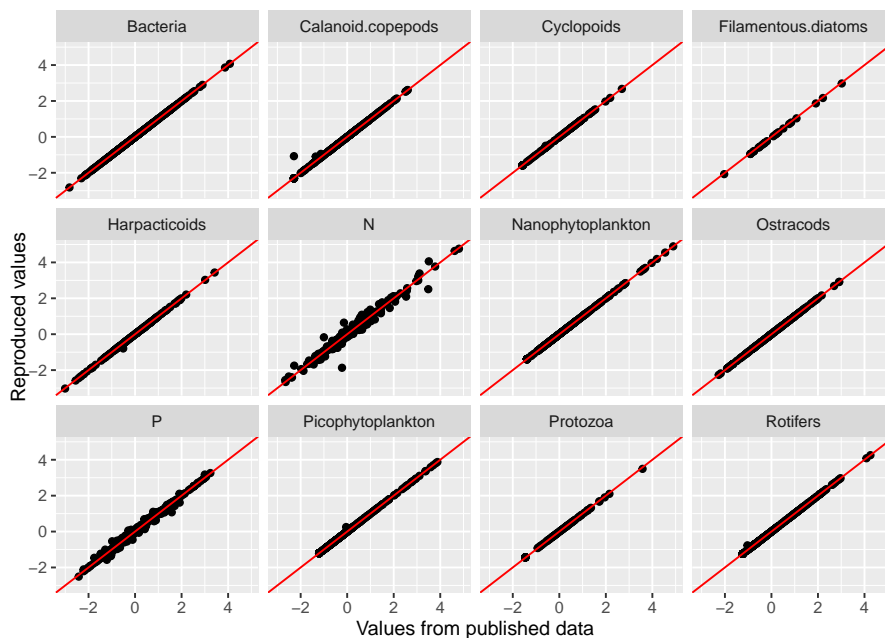 Bacteria Calanoid.copepods Cyclopoids Filamentous.diatoms
4
2
0
−2
Harpacticoids N Nanophytoplankton Ostracods
4
2
0
−2
P Picophytoplankton Protozoa Rotifers
4
2
0
−2
−2 0 2 4 −2 0 2 4 −2 0 2 4 −2 0 2 4
Values from published data
Reproduced values